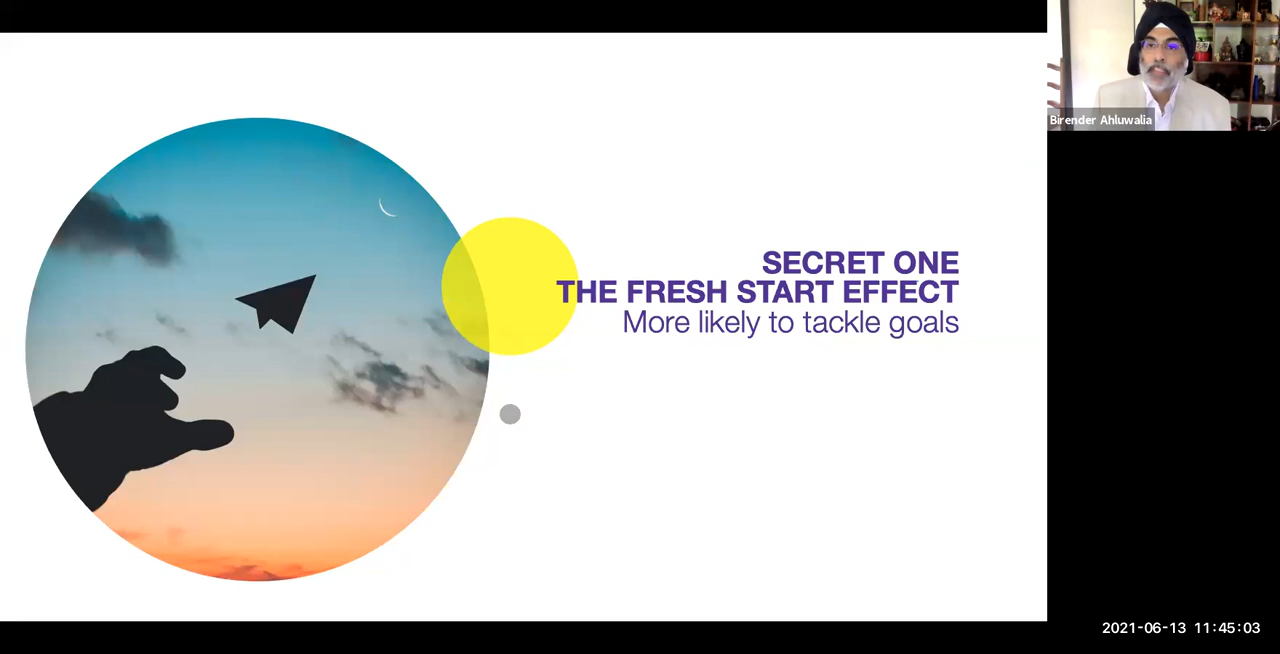 Birender Ahluwalia
SECRET ONE
THE FRESH START EFFECT
More likely to tackle goals
2021-06-13 11:45:03